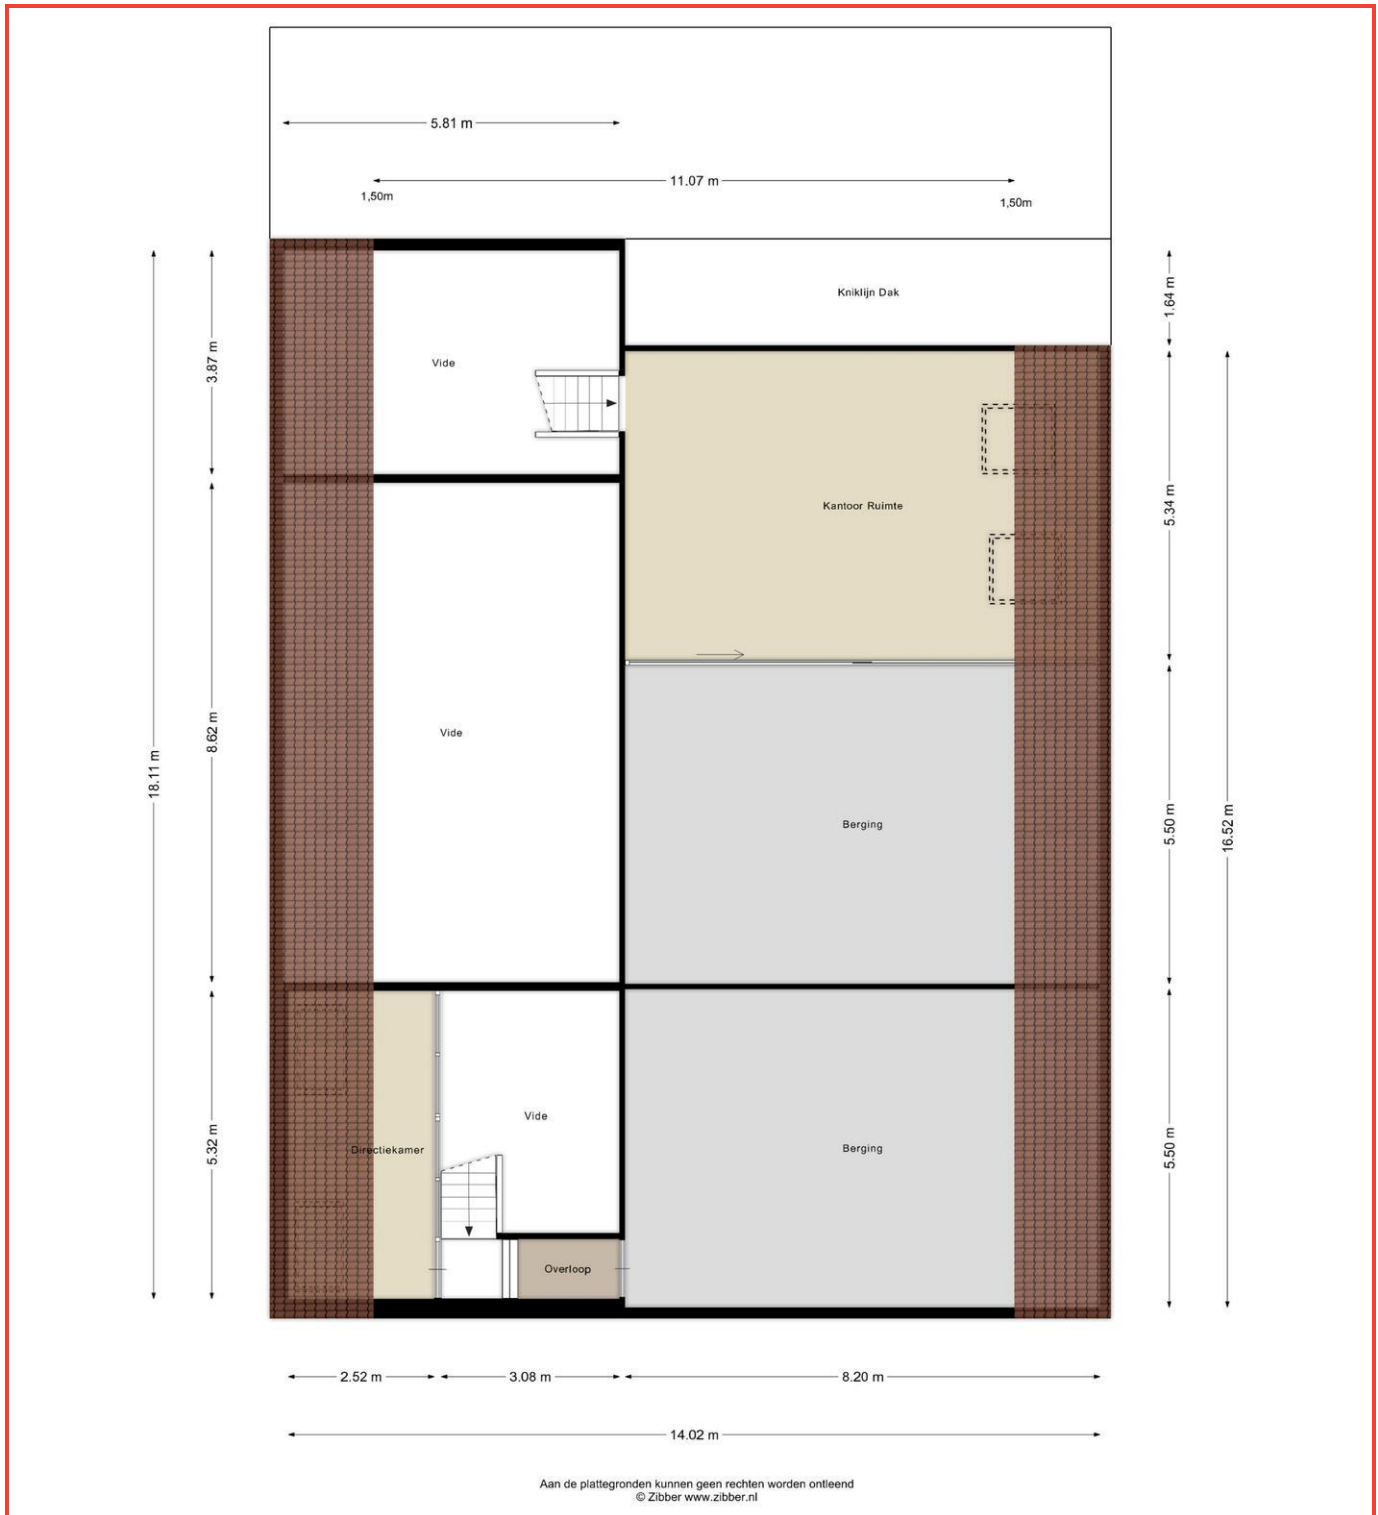 5.81 m
11.07 m
1,50m
1,50m
Kniklijn Dak
1.64 m
3.87 m
Vide
5.34 m
Kantoor Ruimte
8.62 m
Vide
18.11 m
Berging
5.50 m
16.52 m
Vide
Directiekamer
5.32 m
Berging
5.50 m
Overloop
2.52 m
3.08 m
8.20 m
14.02 m
Aan de plattegronden kunnen geen rechten worden ontleend
© Zibber www.zibber.nl